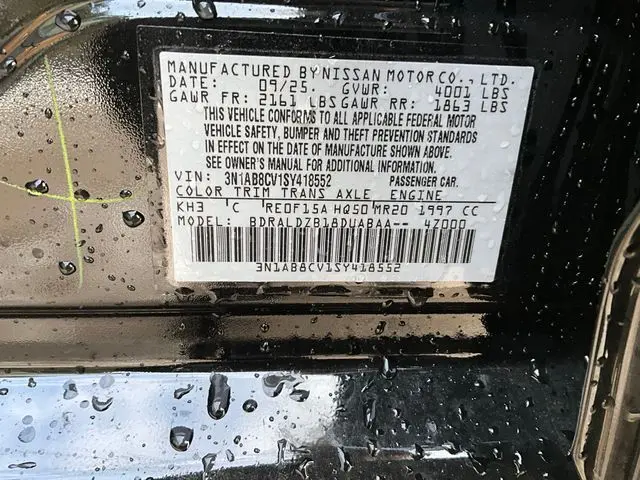 MANUFACTURED BY NISSAN MOTOR CO., LTD.
DATE: 09/25. GVWR: 4001 LBS
GAWR FR: 2161 LBS GAWR RR: 1863 LBS
THIS VEHICLE CONFORMS TO ALL APPLICABLE FEDERAL MOTOR
VEHICLE SAFETY, BUMPER AND THEFT PREVENTION STANDARDS
IN EFFECT ON THE DATE OF MANUFACTURE SHOWN ABOVE.
SEE OWNER'S MANUAL FOR ADDITIONAL INFORMATION.
VIN: 3N1AB8CV1SY418552 PASSENGER CAR.
COLOR TRIM TRANS AXLE ENGINE
KH3 C RE0F15A HQ50 MR20 1997 CC
MODEL: BDRALDZB18DUABAA-- 4Z000
3N1AB8CV1SY418552